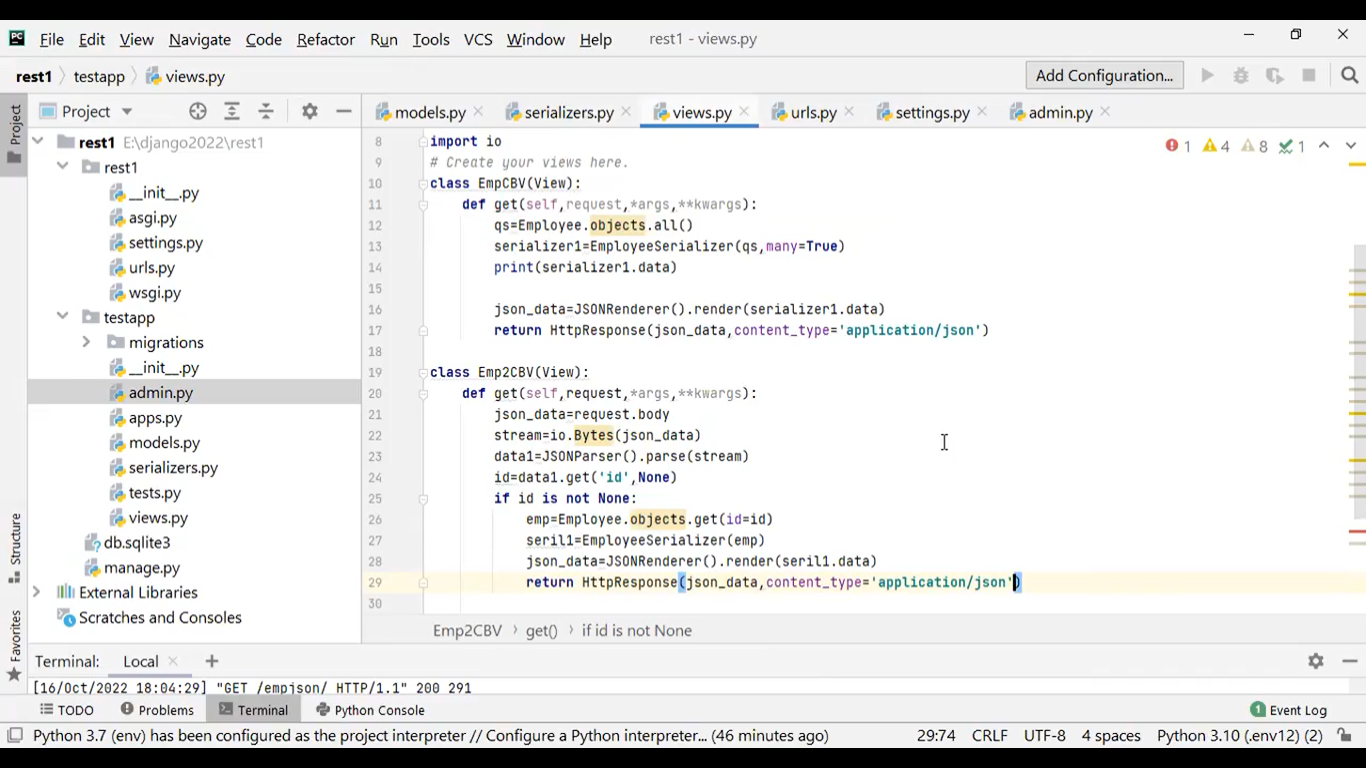 PC File Edit View Navigate Code Refactor Run Tools VCS Window Help rest1 - views.py
rest1 testapp views.py Add Configuration...
Project models.py serializers.py views.py urls.py settings.py admin.py
Project
Structure
Favorites
rest1 E:\django2022\rest1
rest1
__init__.py
asgi.py
settings.py
urls.py
wsgi.py
testapp
migrations
__init__.py
admin.py
apps.py
models.py
serializers.py
tests.py
views.py
db.sqlite3
manage.py
External Libraries
Scratches and Consoles
1 4 8 1
8 import io
9 # Create your views here.
10 class EmpCBV(View):
11 def get(self,request,*args,**kwargs):
12 qs=Employee.objects.all()
13 serializer1=EmployeeSerializer(qs,many=True)
14 print(serializer1.data)
15
16 json_data=JSONRenderer().render(serializer1.data)
17 return HttpResponse(json_data,content_type='application/json')
18
19 class Emp2CBV(View):
20 def get(self,request,*args,**kwargs):
21 json_data=request.body
22 stream=io.Bytes(json_data)
23 data1=JSONParser().parse(stream)
24 id=data1.get('id',None)
25 if id is not None:
26 emp=Employee.objects.get(id=id)
27 seril1=EmployeeSerializer(emp)
28 json_data=JSONRenderer().render(seril1.data)
29 return HttpResponse(json_data,content_type='application/json')
30
Emp2CBV get() if id is not None
Terminal: Local
[16/Oct/2022 18:04:29] "GET /empjson/ HTTP/1.1" 200 291
TODO Problems Terminal Python Console 1 Event Log
Python 3.7 (env) has been configured as the project interpreter // Configure a Python interpreter... (46 minutes ago) 29:74 CRLF UTF-8 4 spaces Python 3.10 (.env12) (2)